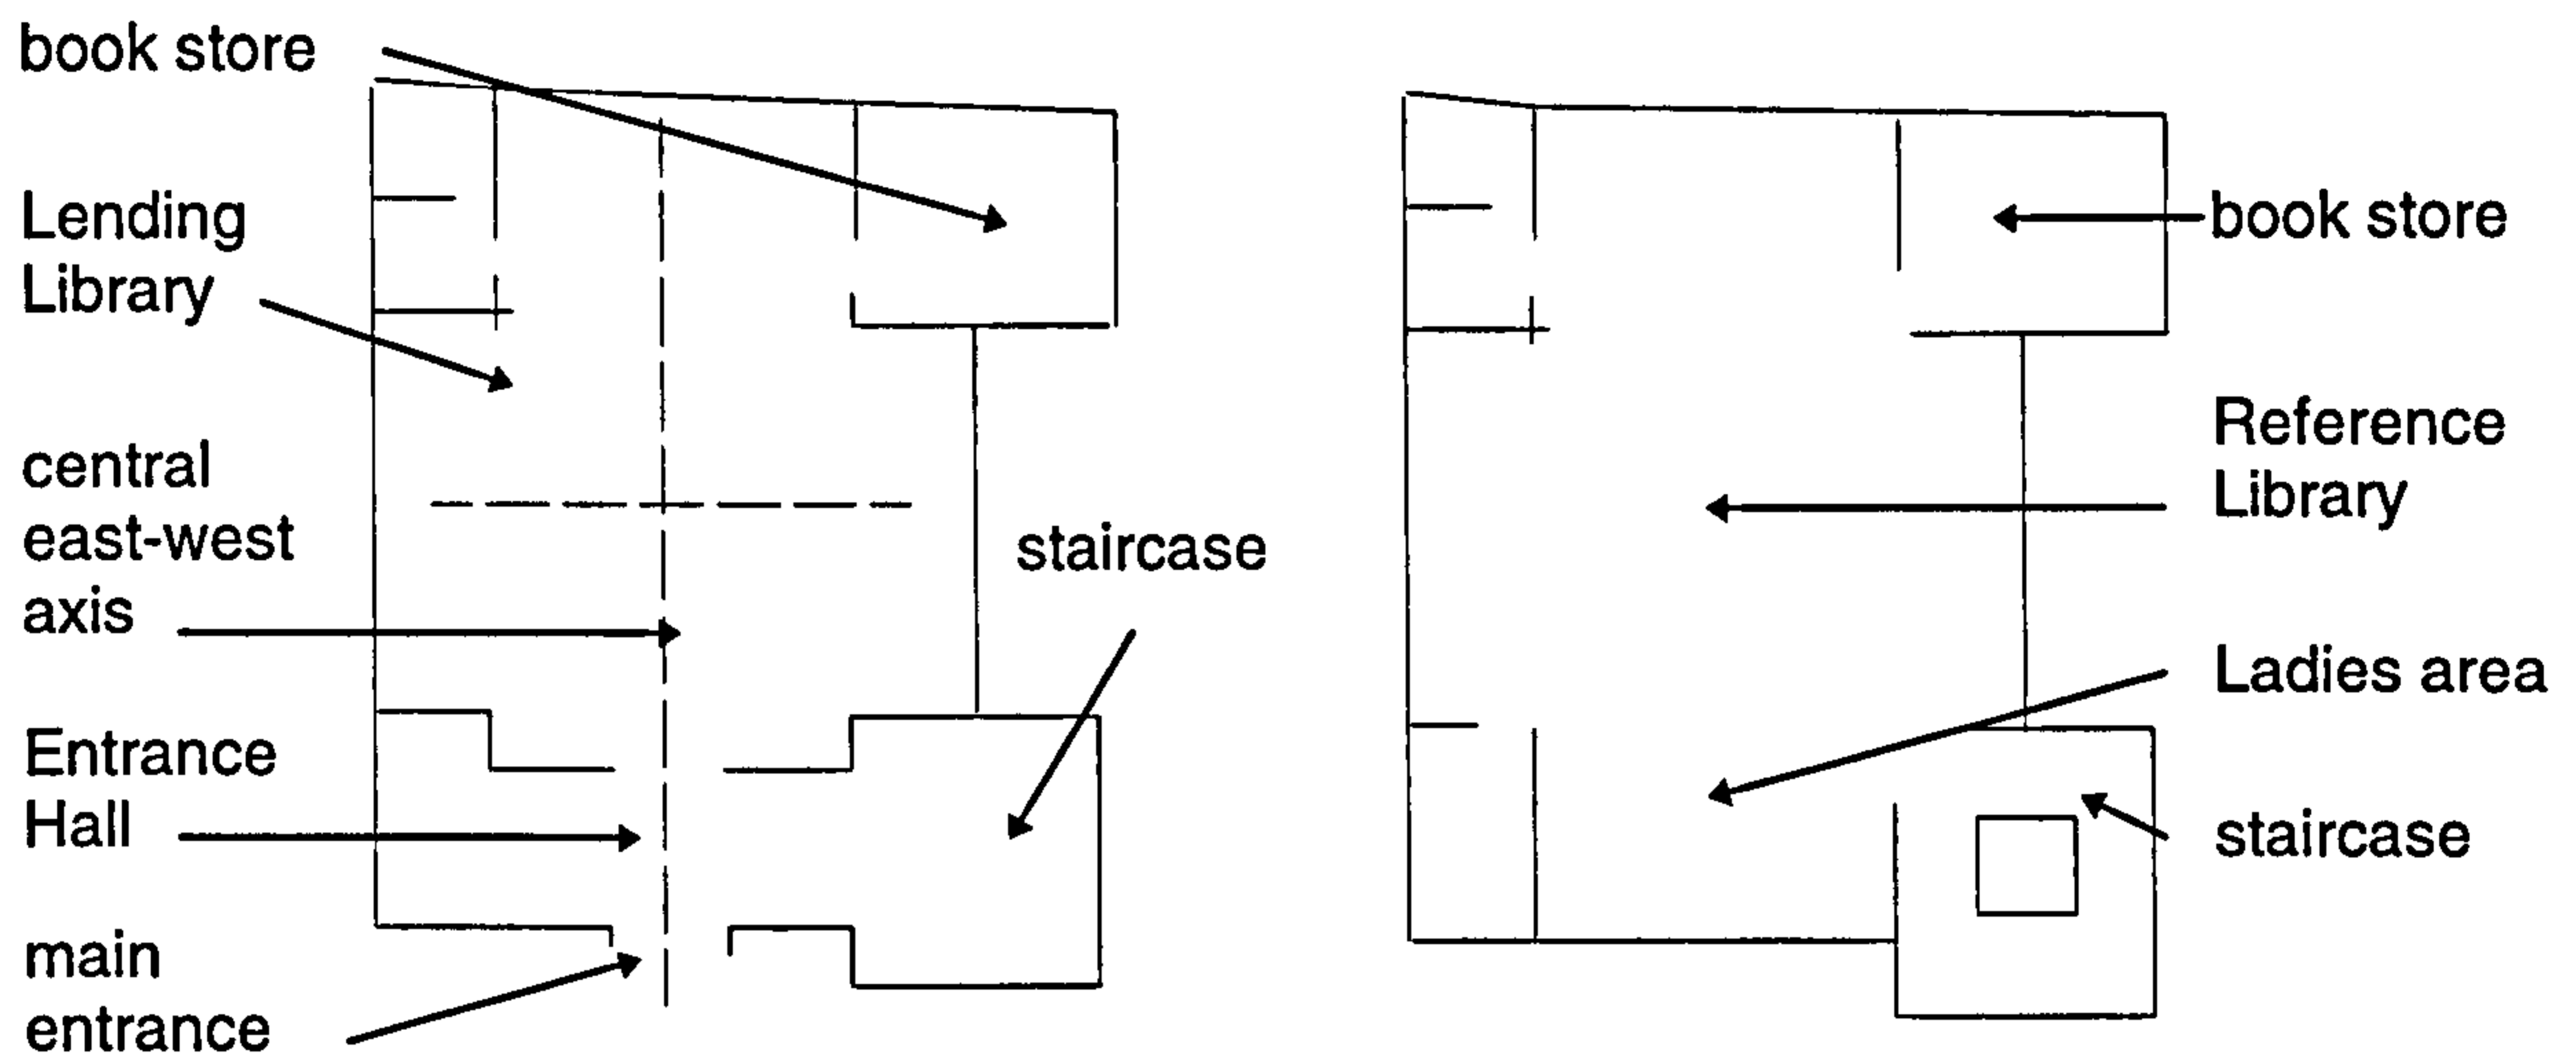 book store
Lending
Library
central
east-west
axis
staircase
Entrance
Hall
main
entrance
book store
Reference
Library
Ladies area
staircase